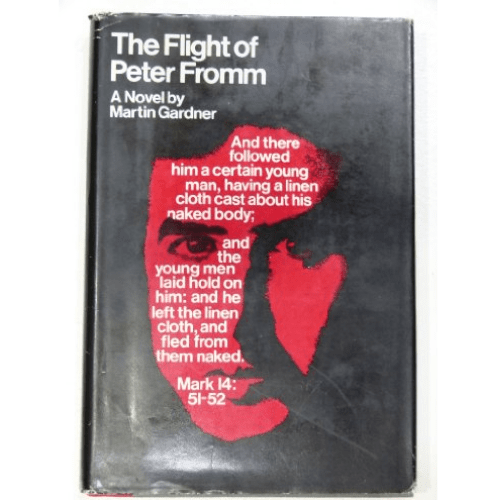 The Flight of
Peter Fromm
A Novel by
Martin Gardner
And there
followed
him a certain young
man, having a linen
cloth cast about his
naked body;
and
the
young men
laid hold on
him: and he
left the linen
cloth, and
fled from
them naked.
Mark 14:
51-52